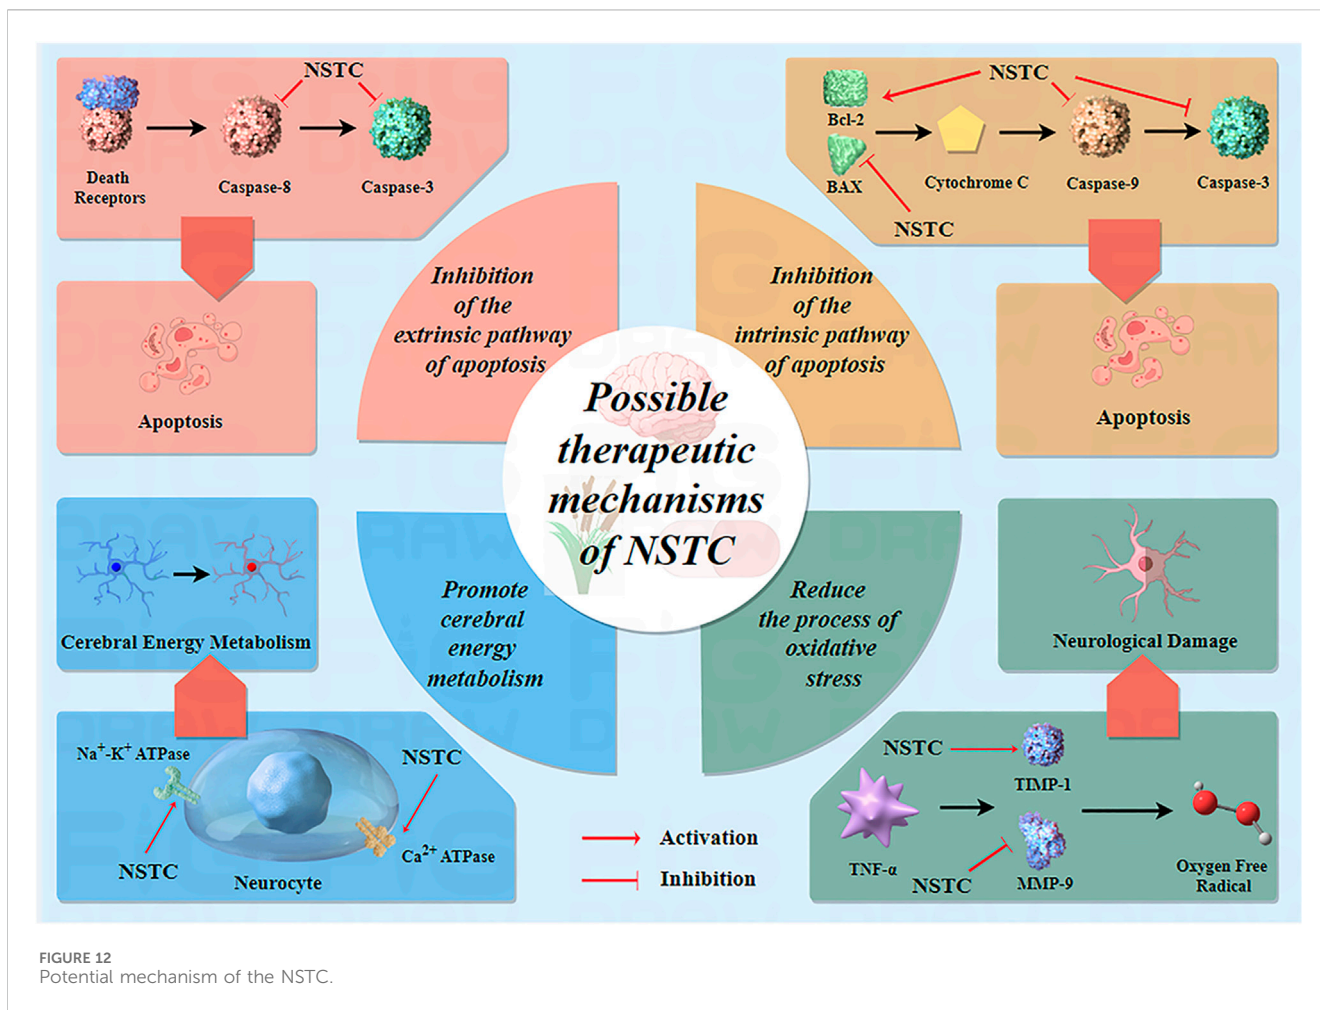 NSTC
Death
Receptors
Caspase-8
Caspase-3
Apoptosis
NSTC
Bcl-2
BAX
Cytochrome C
Caspase-9
Caspase-3
NSTC
Apoptosis
Inhibition
of the
extrinsic pathway
of apoptosis
Inhibition
of the
intrinsic pathway
of apoptosis
Possible
therapeutic
mechanisms
of NSTC
Promote
cerebral
energy
metabolism
Reduce
the process of
oxidative
stress
Cerebral Energy Metabolism
Na⁺-K⁺ ATPase
NSTC
NSTC
Ca²⁺ ATPase
Neurocyte
Neurological Damage
NSTC
TIMP-1
TNF-α
NSTC
MMP-9
Oxygen Free
Radical
Activation
Inhibition
FIGURE 12
Potential mechanism of the NSTC.